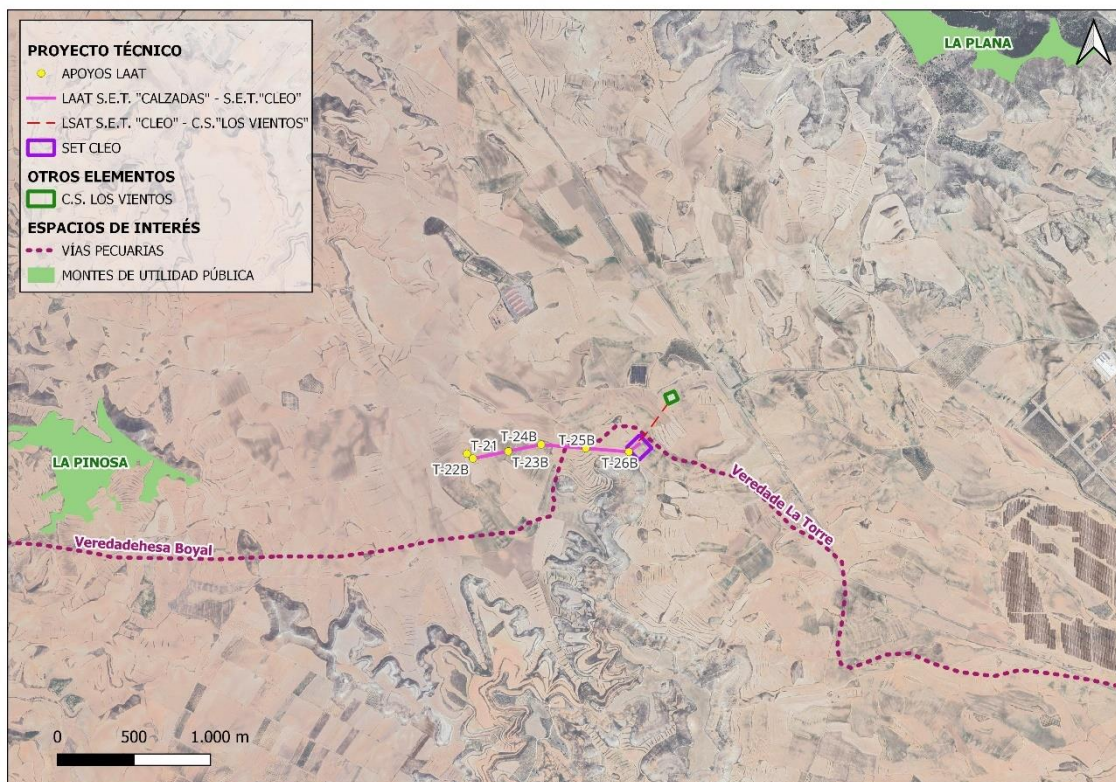 PROYECTO TÉCNICO
APOYOS LAAT
LAAT S.E.T. "CALZADAS" - S.E.T."CLEO"
LSAT S.E.T. "CLEO" - C.S."LOS VIENTOS"
SET CLEO
OTROS ELEMENTOS
C.S. LOS VIENTOS
ESPACIOS DE INTERÉS
VÍAS PECUARIAS
MONTES DE UTILIDAD PÚBLICA
LA PLANA
T-24B
T-21
T-25B
T-22B
T-23B
T-26B
LA PINOSA
Veredade La Torre
Veredadehesa Boyal
0 500 1.000 m